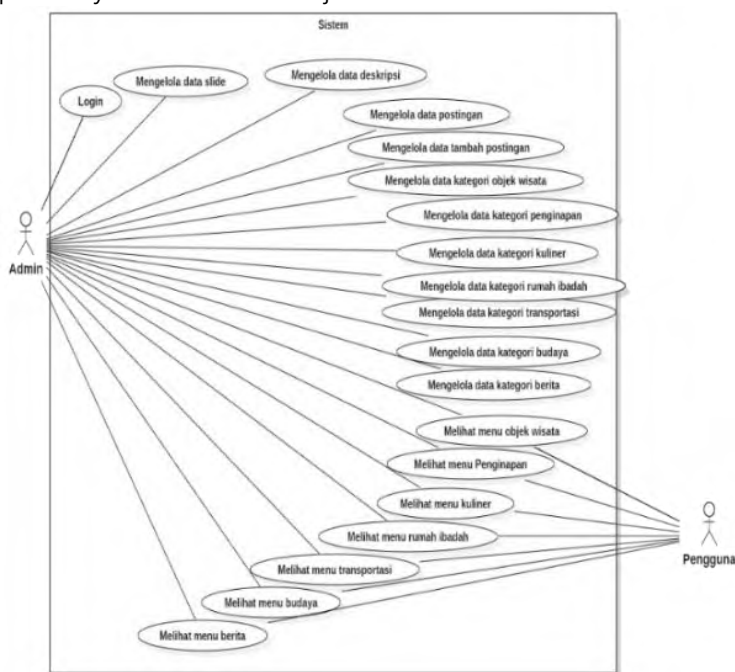 Sistem
Mengelola data deskripsi
Mengelola data slide
Login
Mengelola data postingan
Mengelola data tambah postingan
Mengelola data kategori objek wisata
Mengelola data kategori penginapan
Admin
Mengelola data kategori kuliner
Mengelola data kategori rumah ibadah
Mengelola data kategori transportasi
Mengelola data kategori budaya
Mengelola data kategori berita
Melihat menu objek wisata
Melihat menu Penginapan
Melihat menu kuliner
Melihat menu rumah ibadah
Pengguna
Melihat menu transportasi
Melihat menu budaya
Melihat menu berita